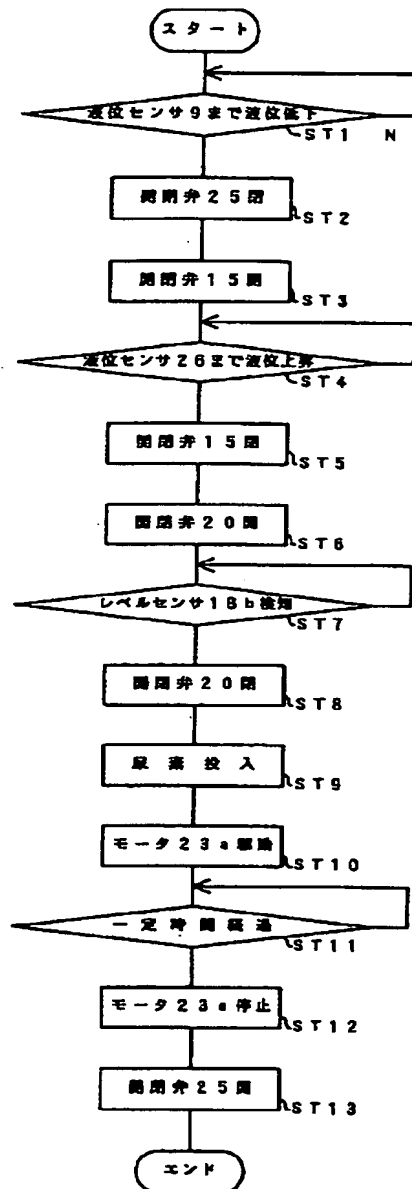 スタート
液位センサ9まで液位低下
ST1 N
開閉弁25閉
ST2
開閉弁15開
ST3
液位センサ26まで液位上昇
ST4
開閉弁15閉
ST5
開閉弁20開
ST6
レベルセンサ18b検知
ST7
開閉弁20閉
ST8
尿素投入
ST9
モータ23a駆動
ST10
一定時間経過
ST11
モータ23a停止
ST12
開閉弁25開
ST13
エンド